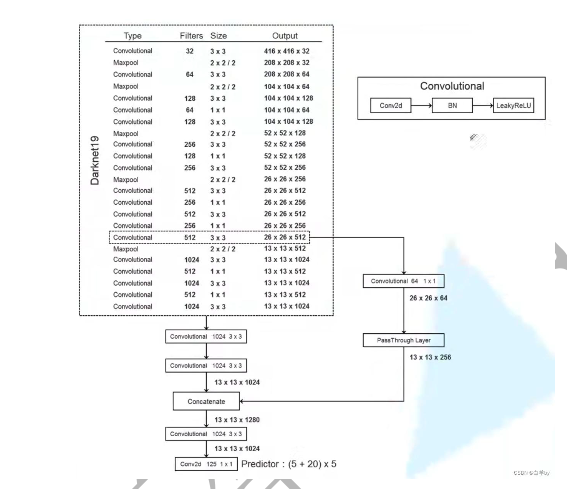 Type Filters Size Output
Convolutional 32 3 x 3 416 x 416 x 32
Maxpool 2 x 2 / 2 208 x 208 x 32
Convolutional 64 3 x 3 208 x 208 x 64
Maxpool 2 x 2 / 2 104 x 104 x 64
Convolutional 128 3 x 3 104 x 104 x 128
Convolutional 64 1 x 1 104 x 104 x 64
Convolutional 128 3 x 3 104 x 104 x 128
Maxpool 2 x 2 / 2 52 x 52 x 128
Convolutional 256 3 x 3 52 x 52 x 256
Convolutional 128 1 x 1 52 x 52 x 128
Convolutional 256 3 x 3 52 x 52 x 256
Maxpool 2 x 2 / 2 26 x 26 x 256
Convolutional 512 3 x 3 26 x 26 x 512
Convolutional 256 1 x 1 26 x 26 x 256
Convolutional 512 3 x 3 26 x 26 x 512
Convolutional 256 1 x 1 26 x 26 x 256
Convolutional 512 3 x 3 26 x 26 x 512
Maxpool 2 x 2 / 2 13 x 13 x 512
Convolutional 1024 3 x 3 13 x 13 x 1024
Convolutional 512 1 x 1 13 x 13 x 512
Convolutional 1024 3 x 3 13 x 13 x 1024
Convolutional 512 1 x 1 13 x 13 x 512
Convolutional 1024 3 x 3 13 x 13 x 1024
Darknet19
Convolutional
Conv2d BN LeakyReLU
Convolutional 64 1 x 1
26 x 26 x 64
PassThrough Layer
13 x 13 x 256
Convolutional 1024 3 x 3
Convolutional 1024 3 x 3
13 x 13 x 1024
Concatenate
13 x 13 x 1280
Convolutional 1024 3 x 3
13 x 13 x 1024
Conv2d 125 1 x 1 Predictor : (5 + 20) x 5
CSDN